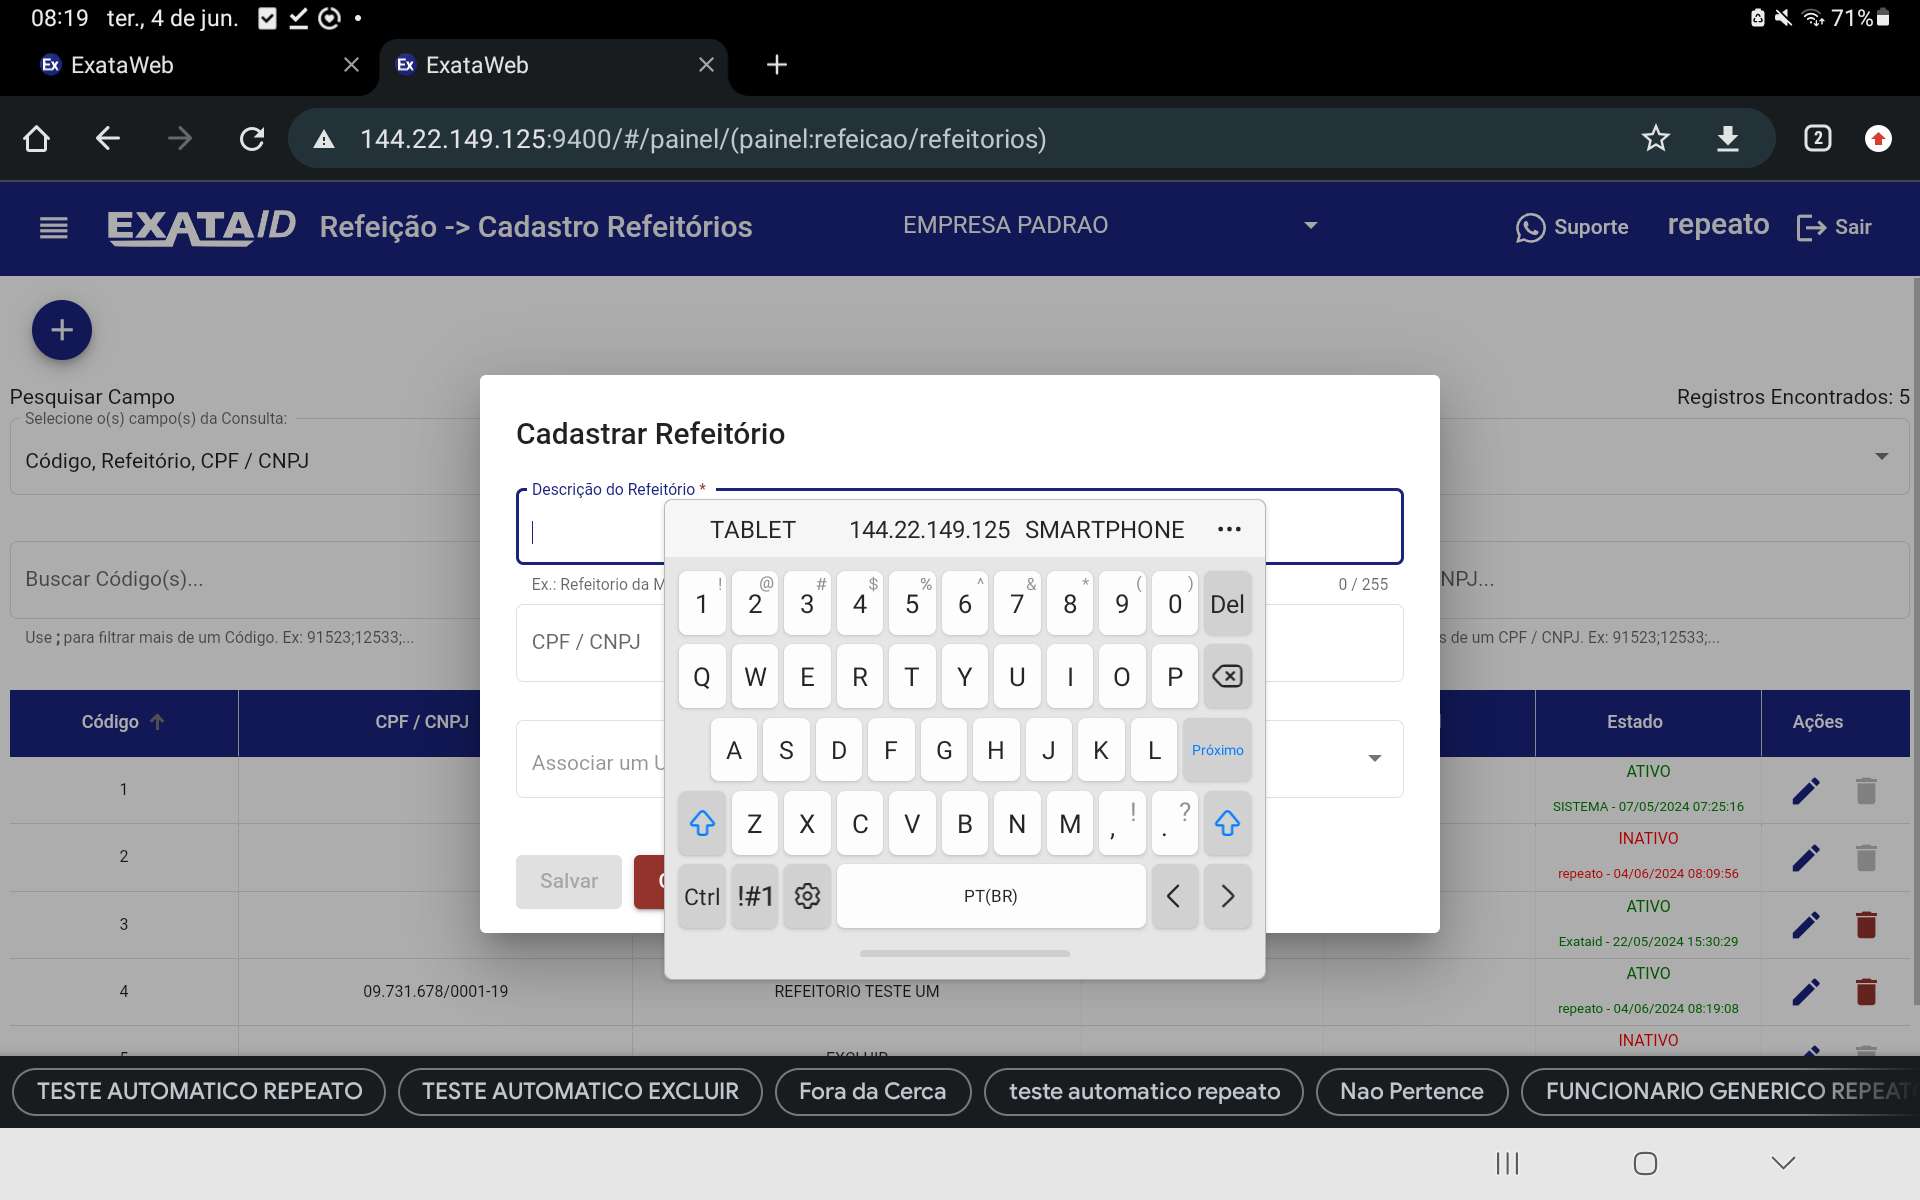 08:19 ter., 4 de jun.
71%
Ex ExataWeb
Ex ExataWeb
144.22.149.125:9400/#/painel/(painel:refeicao/refeitorios)
2
EXATA/D Refeição -> Cadastro Refeitórios
EMPRESA PADRAO
Suporte
repeato
Sair
Pesquisar Campo
Registros Encontrados: 5
Selecione o(s) campo(s) da Consulta:
Código, Refeitório, CPF / CNPJ
Buscar Código(s)...
NPJ...
Use ; para filtrar mais de um Código. Ex: 91523;12533;...
s de um CPF / CNPJ. Ex: 91523;12533;...
Cadastrar Refeitório
Descrição do Refeitório *
Ex.: Refeitorio da M
0 / 255
CPF / CNPJ
Associar um U
Salvar
TABLET 144.22.149.125 SMARTPHONE
! @ # $ % ^ & * ( )
1 2 3 4 5 6 7 8 9 0 Del
Q W E R T Y U I O P
A S D F G H J K L Próximo
Z X C V B N M , ! . ?
Ctrl !#1 PT(BR) < >
Código CPF / CNPJ Estado Ações
1 ATIVO
SISTEMA - 07/05/2024 07:25:16
2 INATIVO
repeato - 04/06/2024 08:09:56
3 ATIVO
Exataid - 22/05/2024 15:30:29
4 09.731.678/0001-19 REFEITORIO TESTE UM ATIVO
repeato - 04/06/2024 08:19:08
5 EXCLUIR INATIVO
TESTE AUTOMATICO REPEATO
TESTE AUTOMATICO EXCLUIR
Fora da Cerca
teste automatico repeato
Nao Pertence
FUNCIONARIO GENERICO REPEAT